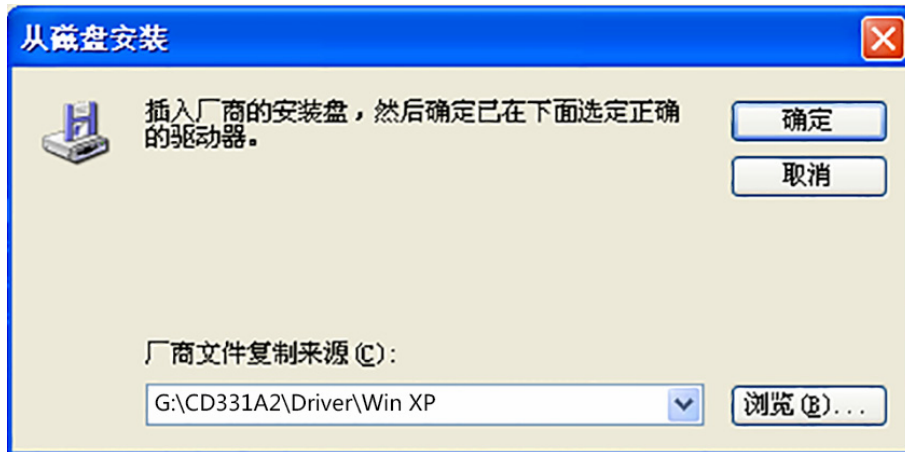 从磁盘安装
插入厂商的安装盘，然后确定已在下面选定正确
的驱动器。
确定
取消
厂商文件复制来源(C):
G:\CD331A2\Driver\Win XP
浏览(B)...